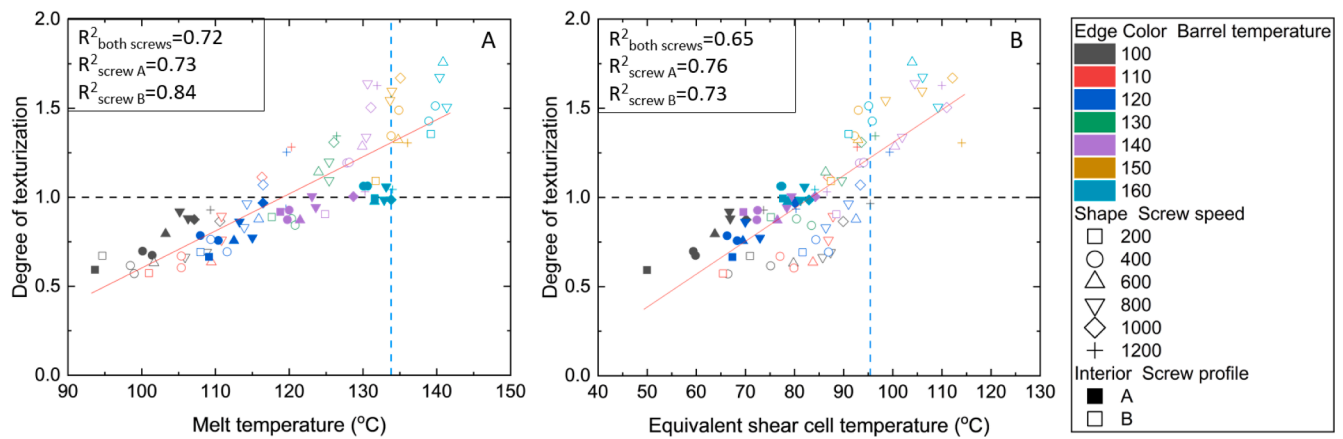 R²both screws=0.72
R²screw A=0.73
R²screw B=0.84
A
2.0
1.5
1.0
0.5
0.0
Degree of texturization
90 100 110 120 130 140 150
Melt temperature (°C)
R²both screws=0.65
R²screw A=0.76
R²screw B=0.73
B
2.0
1.5
1.0
0.5
0.0
Degree of texturization
40 50 60 70 80 90 100 110 120 130
Equivalent shear cell temperature (°C)
Edge Color Barrel temperature
100
110
120
130
140
150
160
Shape Screw speed
200
400
600
800
1000
1200
Interior Screw profile
A
B